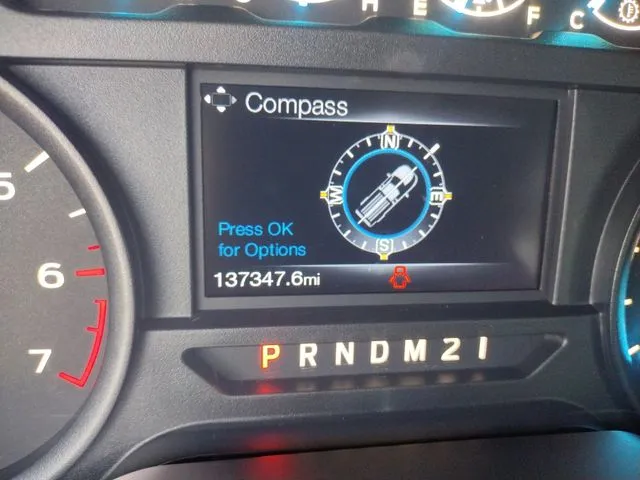 H E F C
Compass
N
W E
S
Press OK
for Options
137347.6mi
5
6
7
P R N D M 2 1